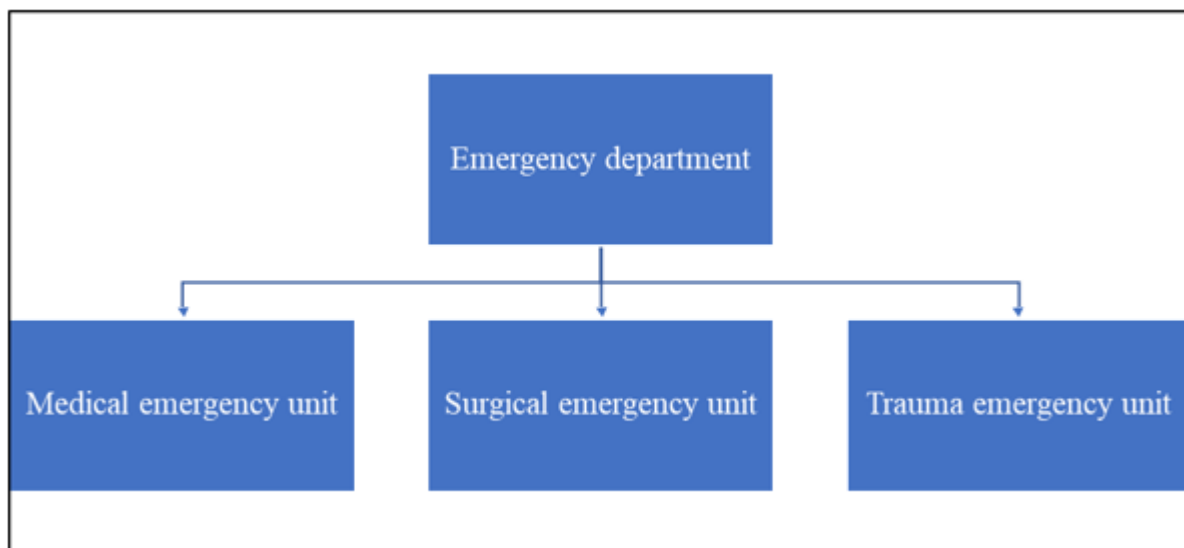 Emergency department
Medical emergency unit
Surgical emergency unit
Trauma emergency unit